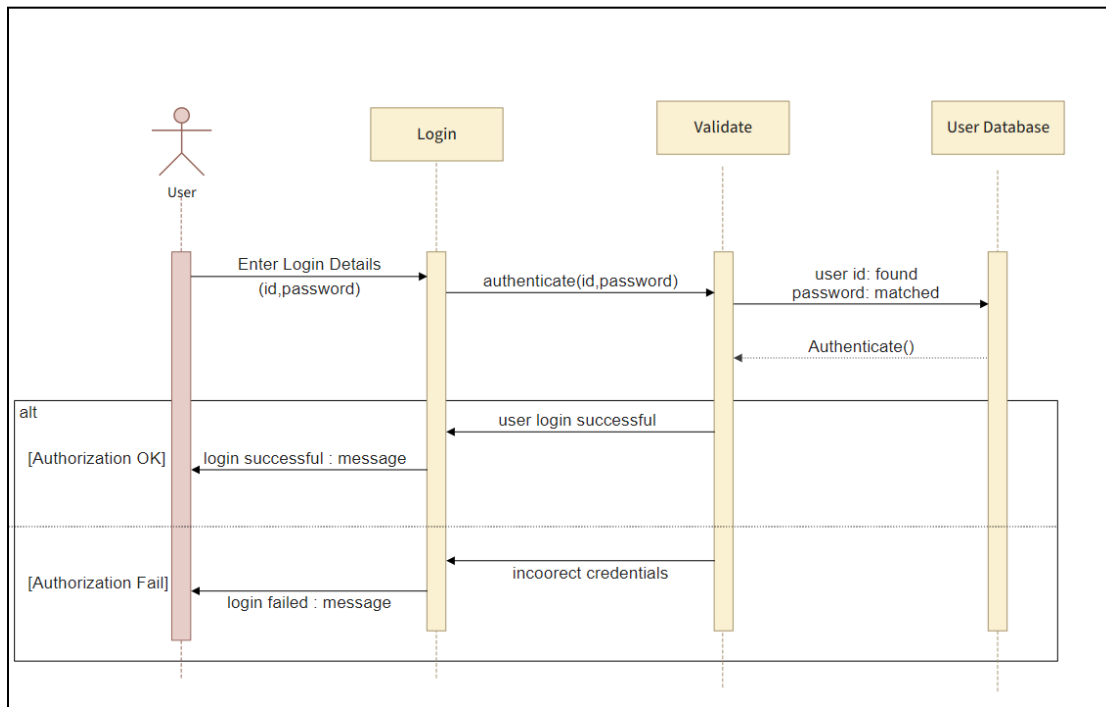 User
Login
Validate
User Database
Enter Login Details
(id,password)
authenticate(id,password)
user id: found
password: matched
Authenticate()
alt
user login successful
[Authorization OK]
login successful : message
incoorect credentials
[Authorization Fail]
login failed : message